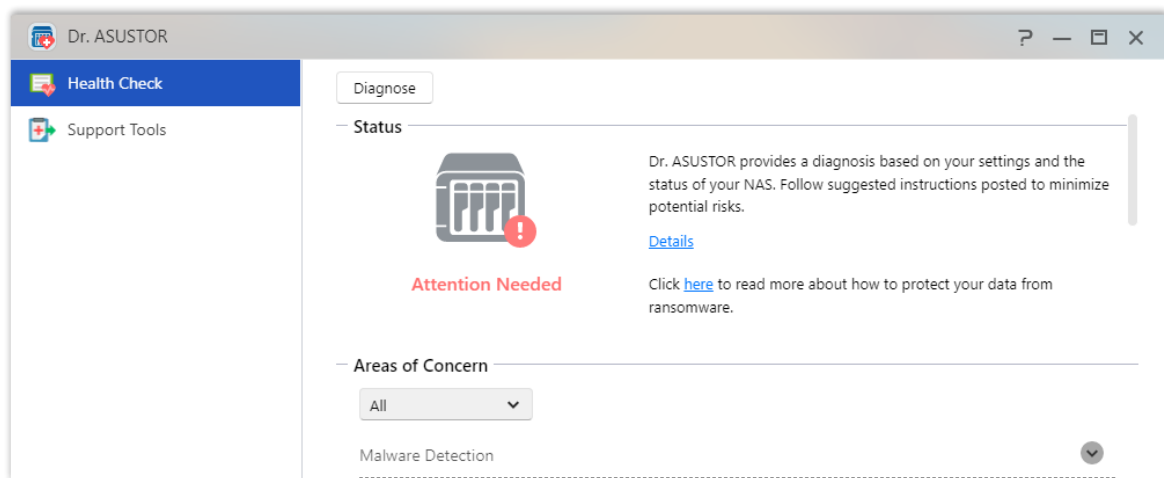 Dr. ASUSTOR
Health Check
Support Tools
Diagnose
Status
Attention Needed
Dr. ASUSTOR provides a diagnosis based on your settings and the
status of your NAS. Follow suggested instructions posted to minimize
potential risks.
Details
Click here to read more about how to protect your data from
ransomware.
Areas of Concern
All
Malware Detection